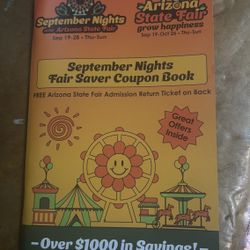 September Nights
Arizona State Fair
Sep 19-28 • Thu-Sun
Arizona
State Fair
grow happiness
Sep 19-Oct 26 • Thu-Sun
September Nights
Fair Saver Coupon Book
FREE Arizona State Fair Admission Return Ticket on Back
Great
Offers
Inside
– Over $1000 in Savings! –